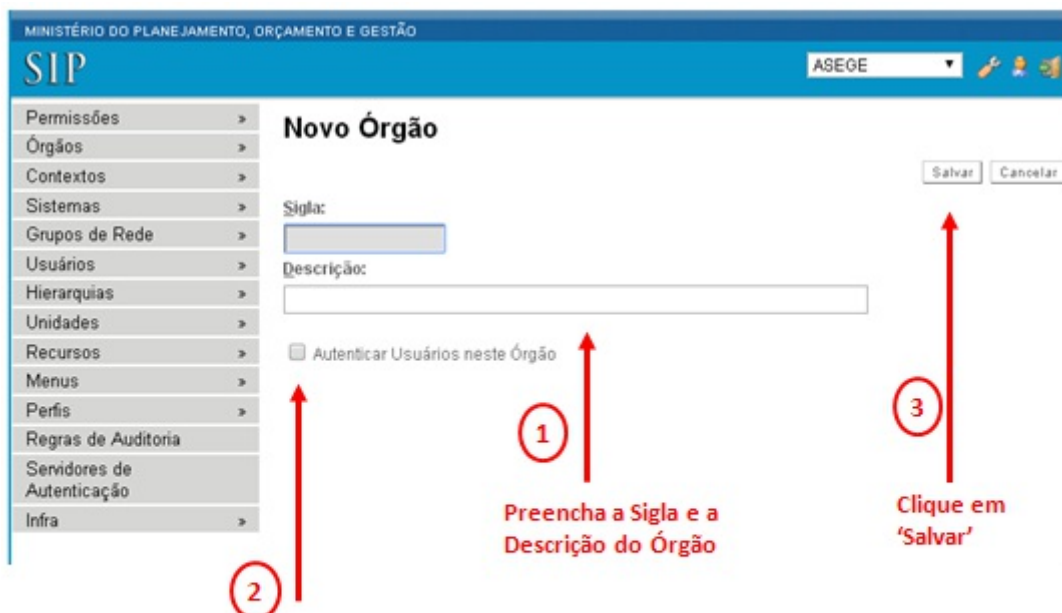 MINISTÉRIO DO PLANEJAMENTO, ORÇAMENTO E GESTÃO
SIP
ASEGE
Permissões »
Órgãos »
Contextos »
Sistemas »
Grupos de Rede »
Usuários »
Hierarquias »
Unidades »
Recursos »
Menus »
Perfis »
Regras de Auditoria
Servidores de
Autenticação
Infra »
Novo Órgão
Salvar Cancelar
Sigla:
Descrição:
Autenticar Usuários neste Órgão
1
Preencha a Sigla e a
Descrição do Órgão
2
3
Clique em
‘Salvar’